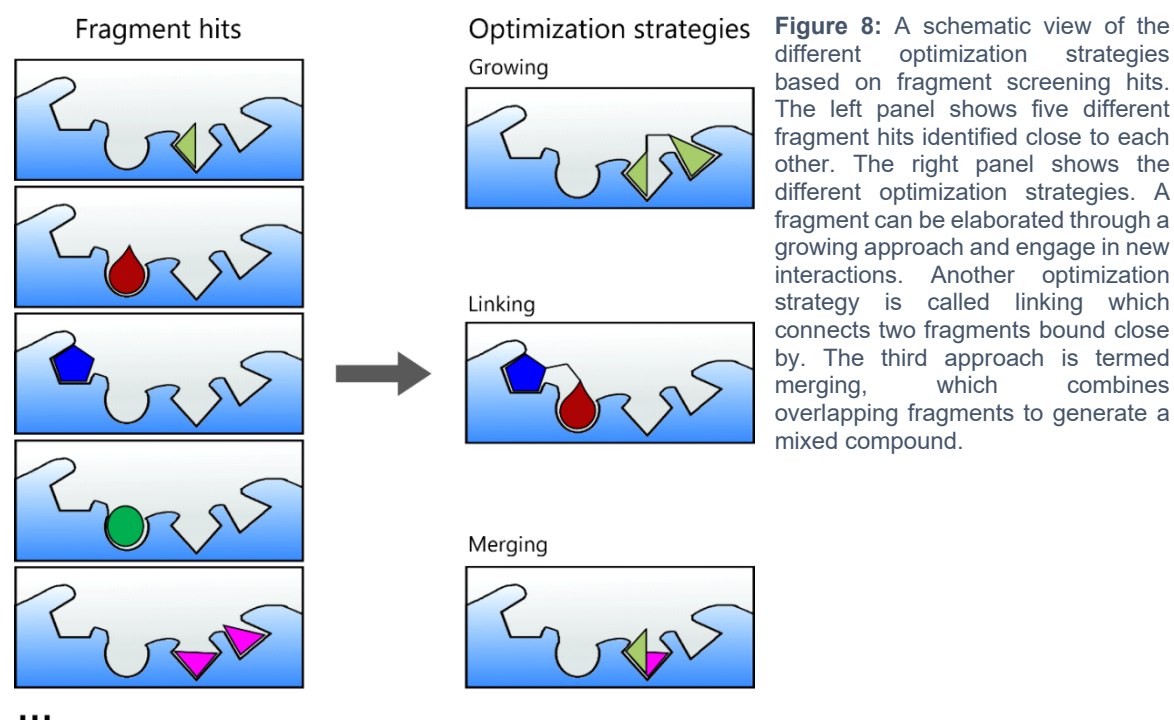 Fragment hits
Optimization strategies
Growing
Linking
Merging
...
Figure 8: A schematic view of the
different optimization strategies
based on fragment screening hits.
The left panel shows five different
fragment hits identified close to each
other. The right panel shows the
different optimization strategies. A
fragment can be elaborated through a
growing approach and engage in new
interactions. Another optimization
strategy is called linking which
connects two fragments bound close
by. The third approach is termed
merging, which combines
overlapping fragments to generate a
mixed compound.